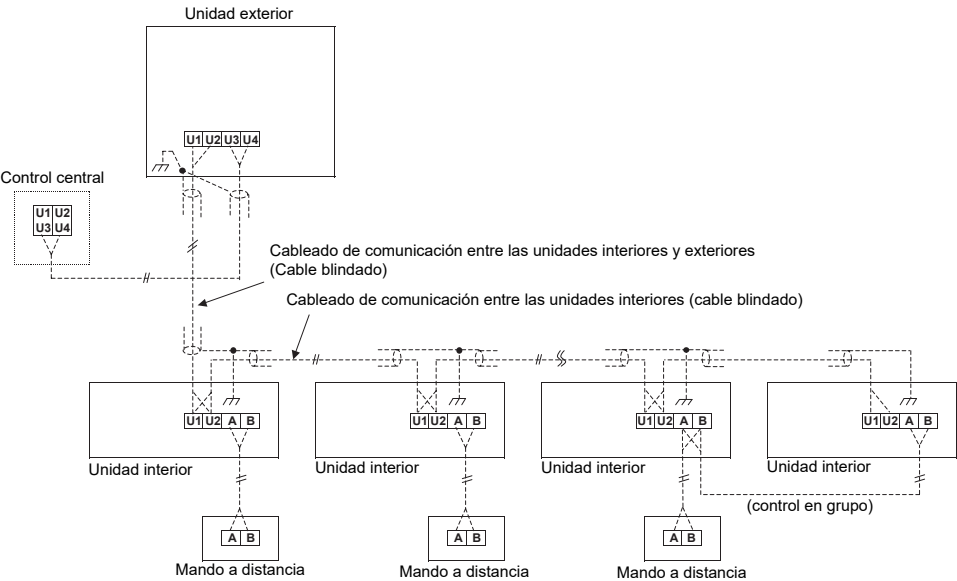 Unidad exterior
U1 U2 U3 U4
Control central
U1 U2
U3 U4
Cableado de comunicación entre las unidades interiores y exteriores
(Cable blindado)
Cableado de comunicación entre las unidades interiores (cable blindado)
U1 U2 A B
U1 U2 A B
U1 U2 A B
U1 U2 A B
Unidad interior
Unidad interior
Unidad interior
Unidad interior
(control en grupo)
A B
A B
A B
Mando a distancia
Mando a distancia
Mando a distancia